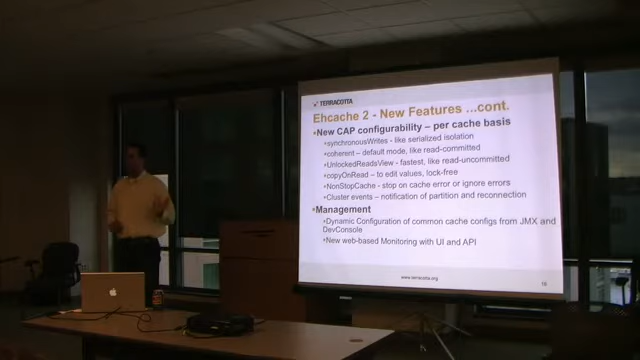 TERRACOTTA
Ehcache 2 - New Features ...cont.
•New CAP configurability – per cache basis
•synchronousWrites - like serialized isolation
•coherent – default mode, like read-committed
•UnlockedReadsView – fastest, like read-uncommitted
•copyOnRead – to edit values, lock-free
•NonStopCache - stop on cache error or ignore errors
•Cluster events – notification of partition and reconnection
•Management
•Dynamic Configuration of common cache configs from JMX and
DevConsole
•New web-based Monitoring with UI and API
www.terracotta.org